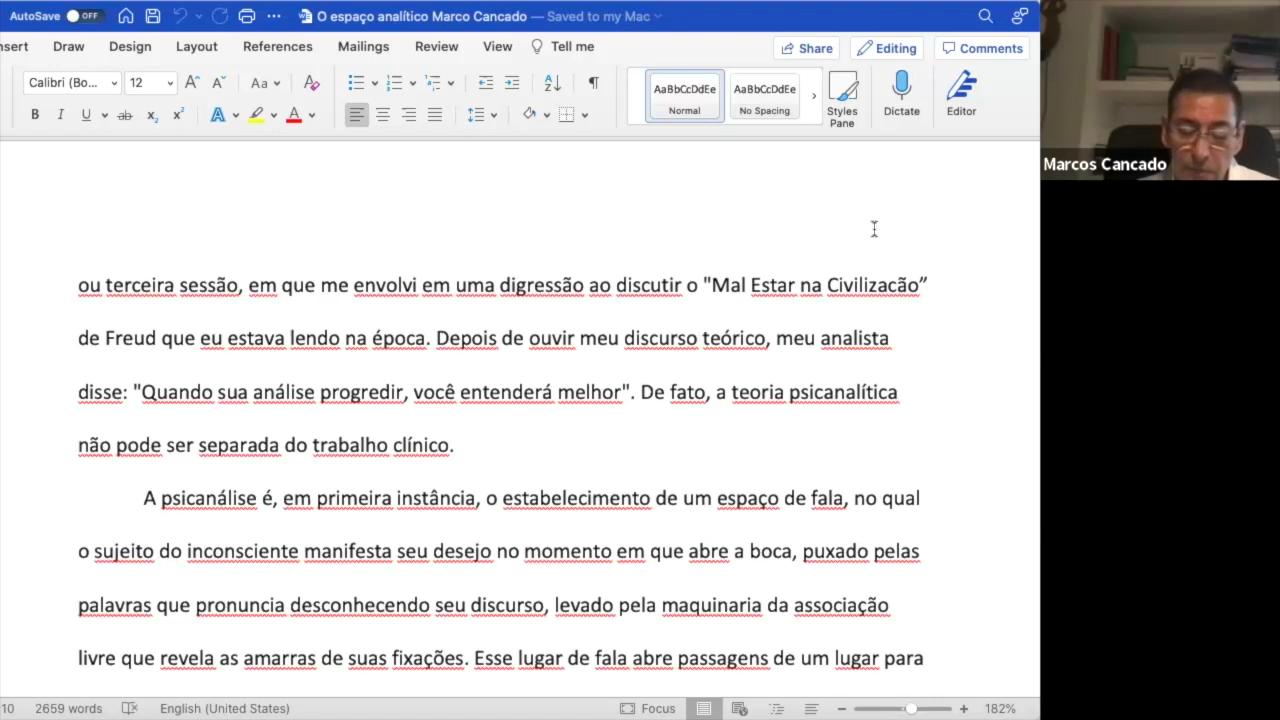 AutoSave OFF O espaço analítico Marco Cancado — Saved to my Mac
nsert Draw Design Layout References Mailings Review View Tell me Share Editing Comments
Calibri (Bo... 12 A A Aa A AaBbCcDdEe AaBbCcDdEe
B I U ab x2 x2 A A Normal No Spacing Styles Pane Dictate Editor
Marcos Cancado
ou terceira sessão, em que me envolvi em uma digressão ao discutir o "Mal Estar na Civilizacão”
de Freud que eu estava lendo na época. Depois de ouvir meu discurso teórico, meu analista
disse: "Quando sua análise progredir, você entenderá melhor". De fato, a teoria psicanalítica
não pode ser separada do trabalho clínico.
A psicanálise é, em primeira instância, o estabelecimento de um espaço de fala, no qual
o sujeito do inconsciente manifesta seu desejo no momento em que abre a boca, puxado pelas
palavras que pronuncia desconhecendo seu discurso, levado pela maquinaria da associação
livre que revela as amarras de suas fixações. Esse lugar de fala abre passagens de um lugar para
10 2659 words English (United States) Focus 182%